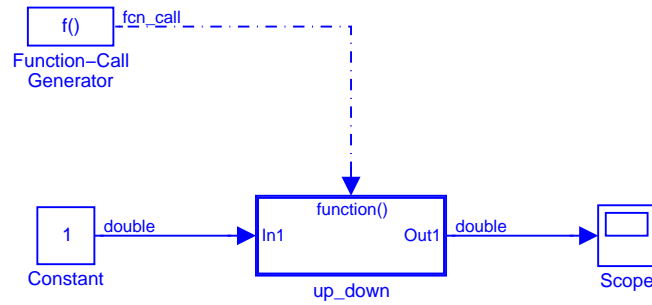 f()
fcn_call
Function−Call
Generator
function()
1
double
In1
Out1
double
Constant
up_down
Scope